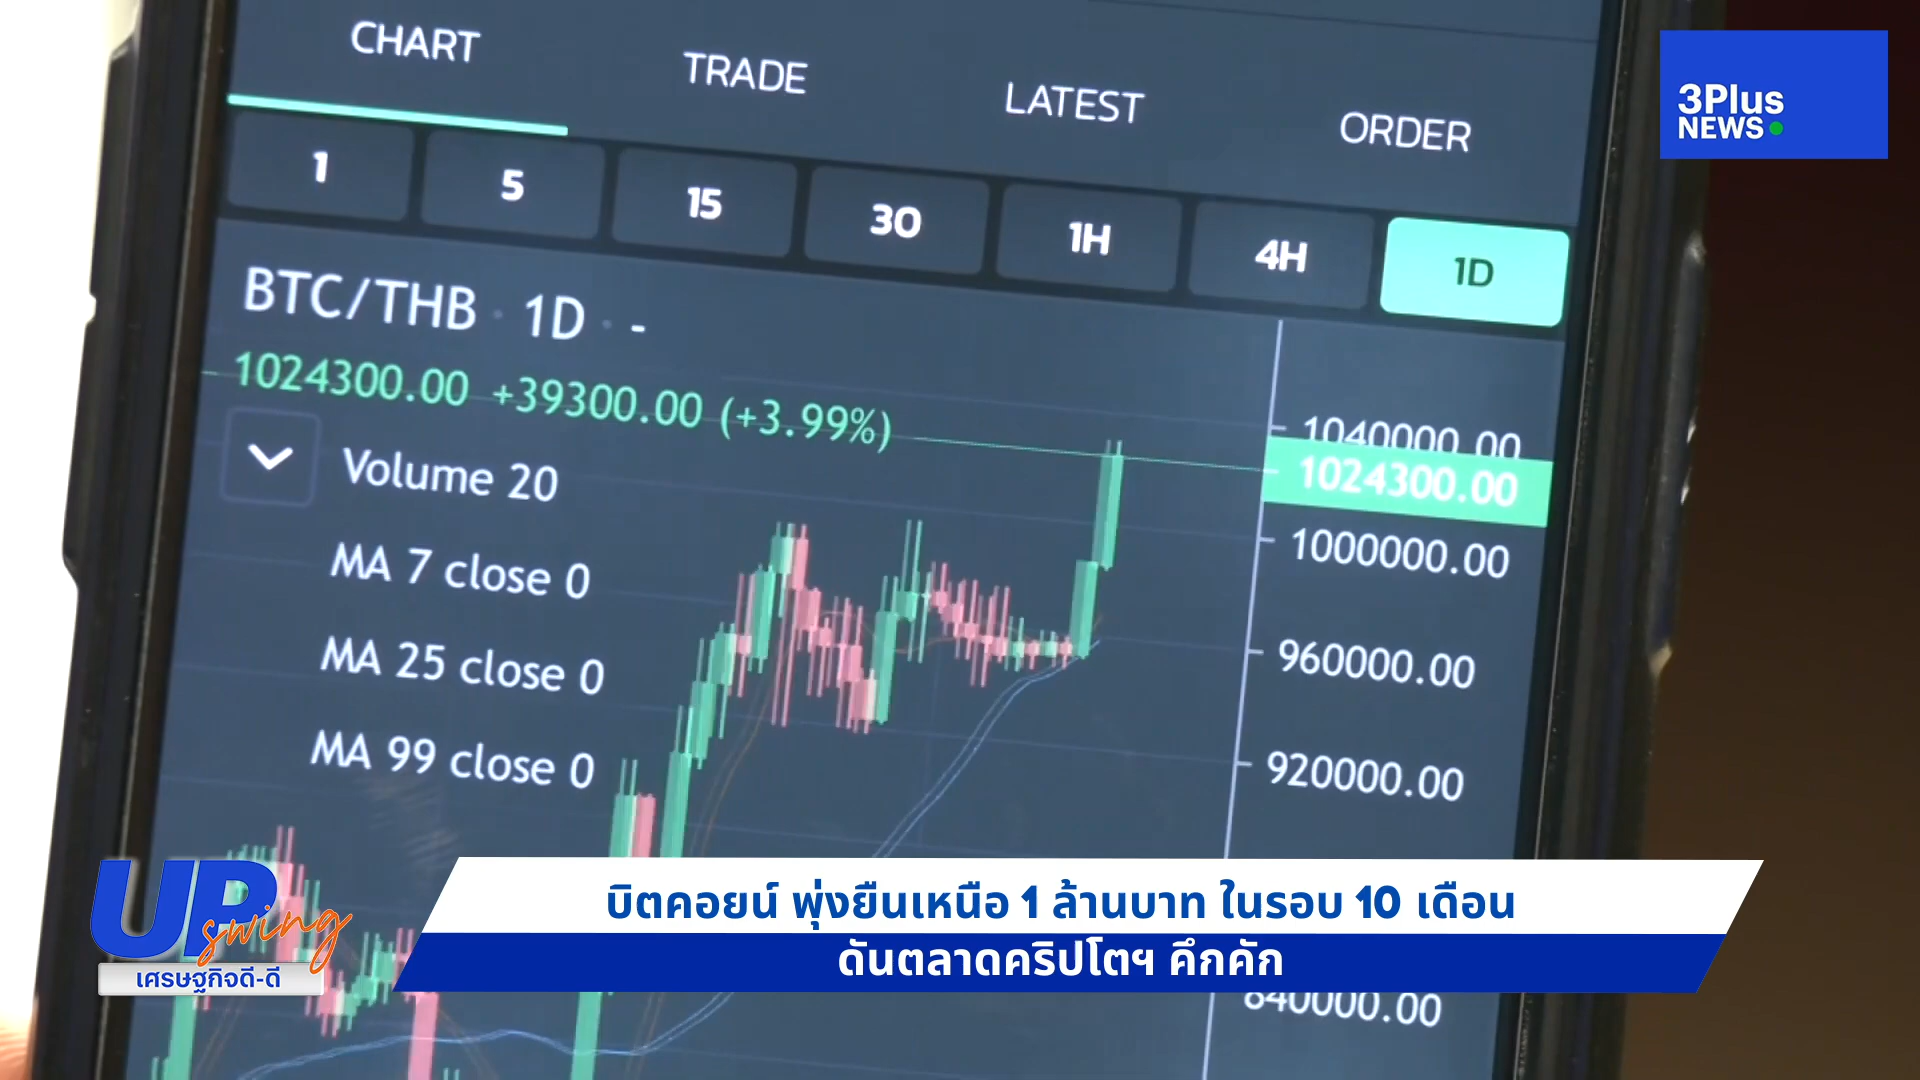 CHART
TRADE
LATEST
ORDER
3Plus
NEWS
1
5
15
30
1H
4H
1D
BTC/THB · 1D · -
1024300.00 +39300.00 (+3.99%)
Volume 20
MA 7 close 0
MA 25 close 0
MA 99 close 0
1040000.00
1024300.00
1000000.00
960000.00
920000.00
840000.00
UP
swing
เศรษฐกิจดี-ดี
บิตคอยน์ พุ่งยืนเหนือ 1 ล้านบาท ในรอบ 10 เดือน
ดันตลาดคริปโตฯ คึกคัก